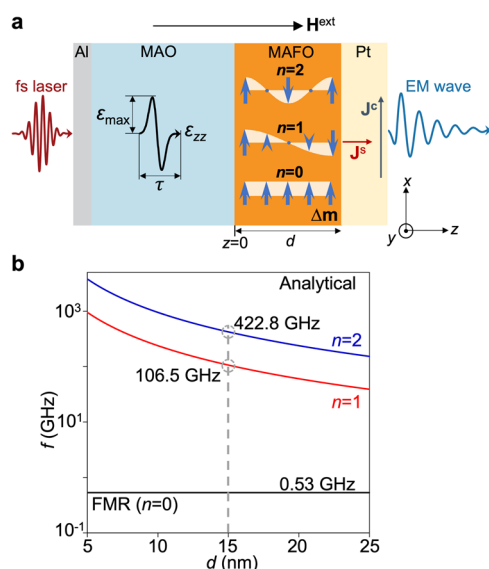 a
H^ext
Al MAO MAFO Pt
fs laser
n=2
EM wave
ε_max
ε_zz
J^c
n=1
J^s
τ
n=0
Δm
x
z=0 d
y z
b
Analytical
10^3
422.8 GHz
n=2
106.5 GHz
f (GHz)
10^1
n=1
0.53 GHz
FMR (n=0)
10^-1
5 10 15 20 25
d (nm)